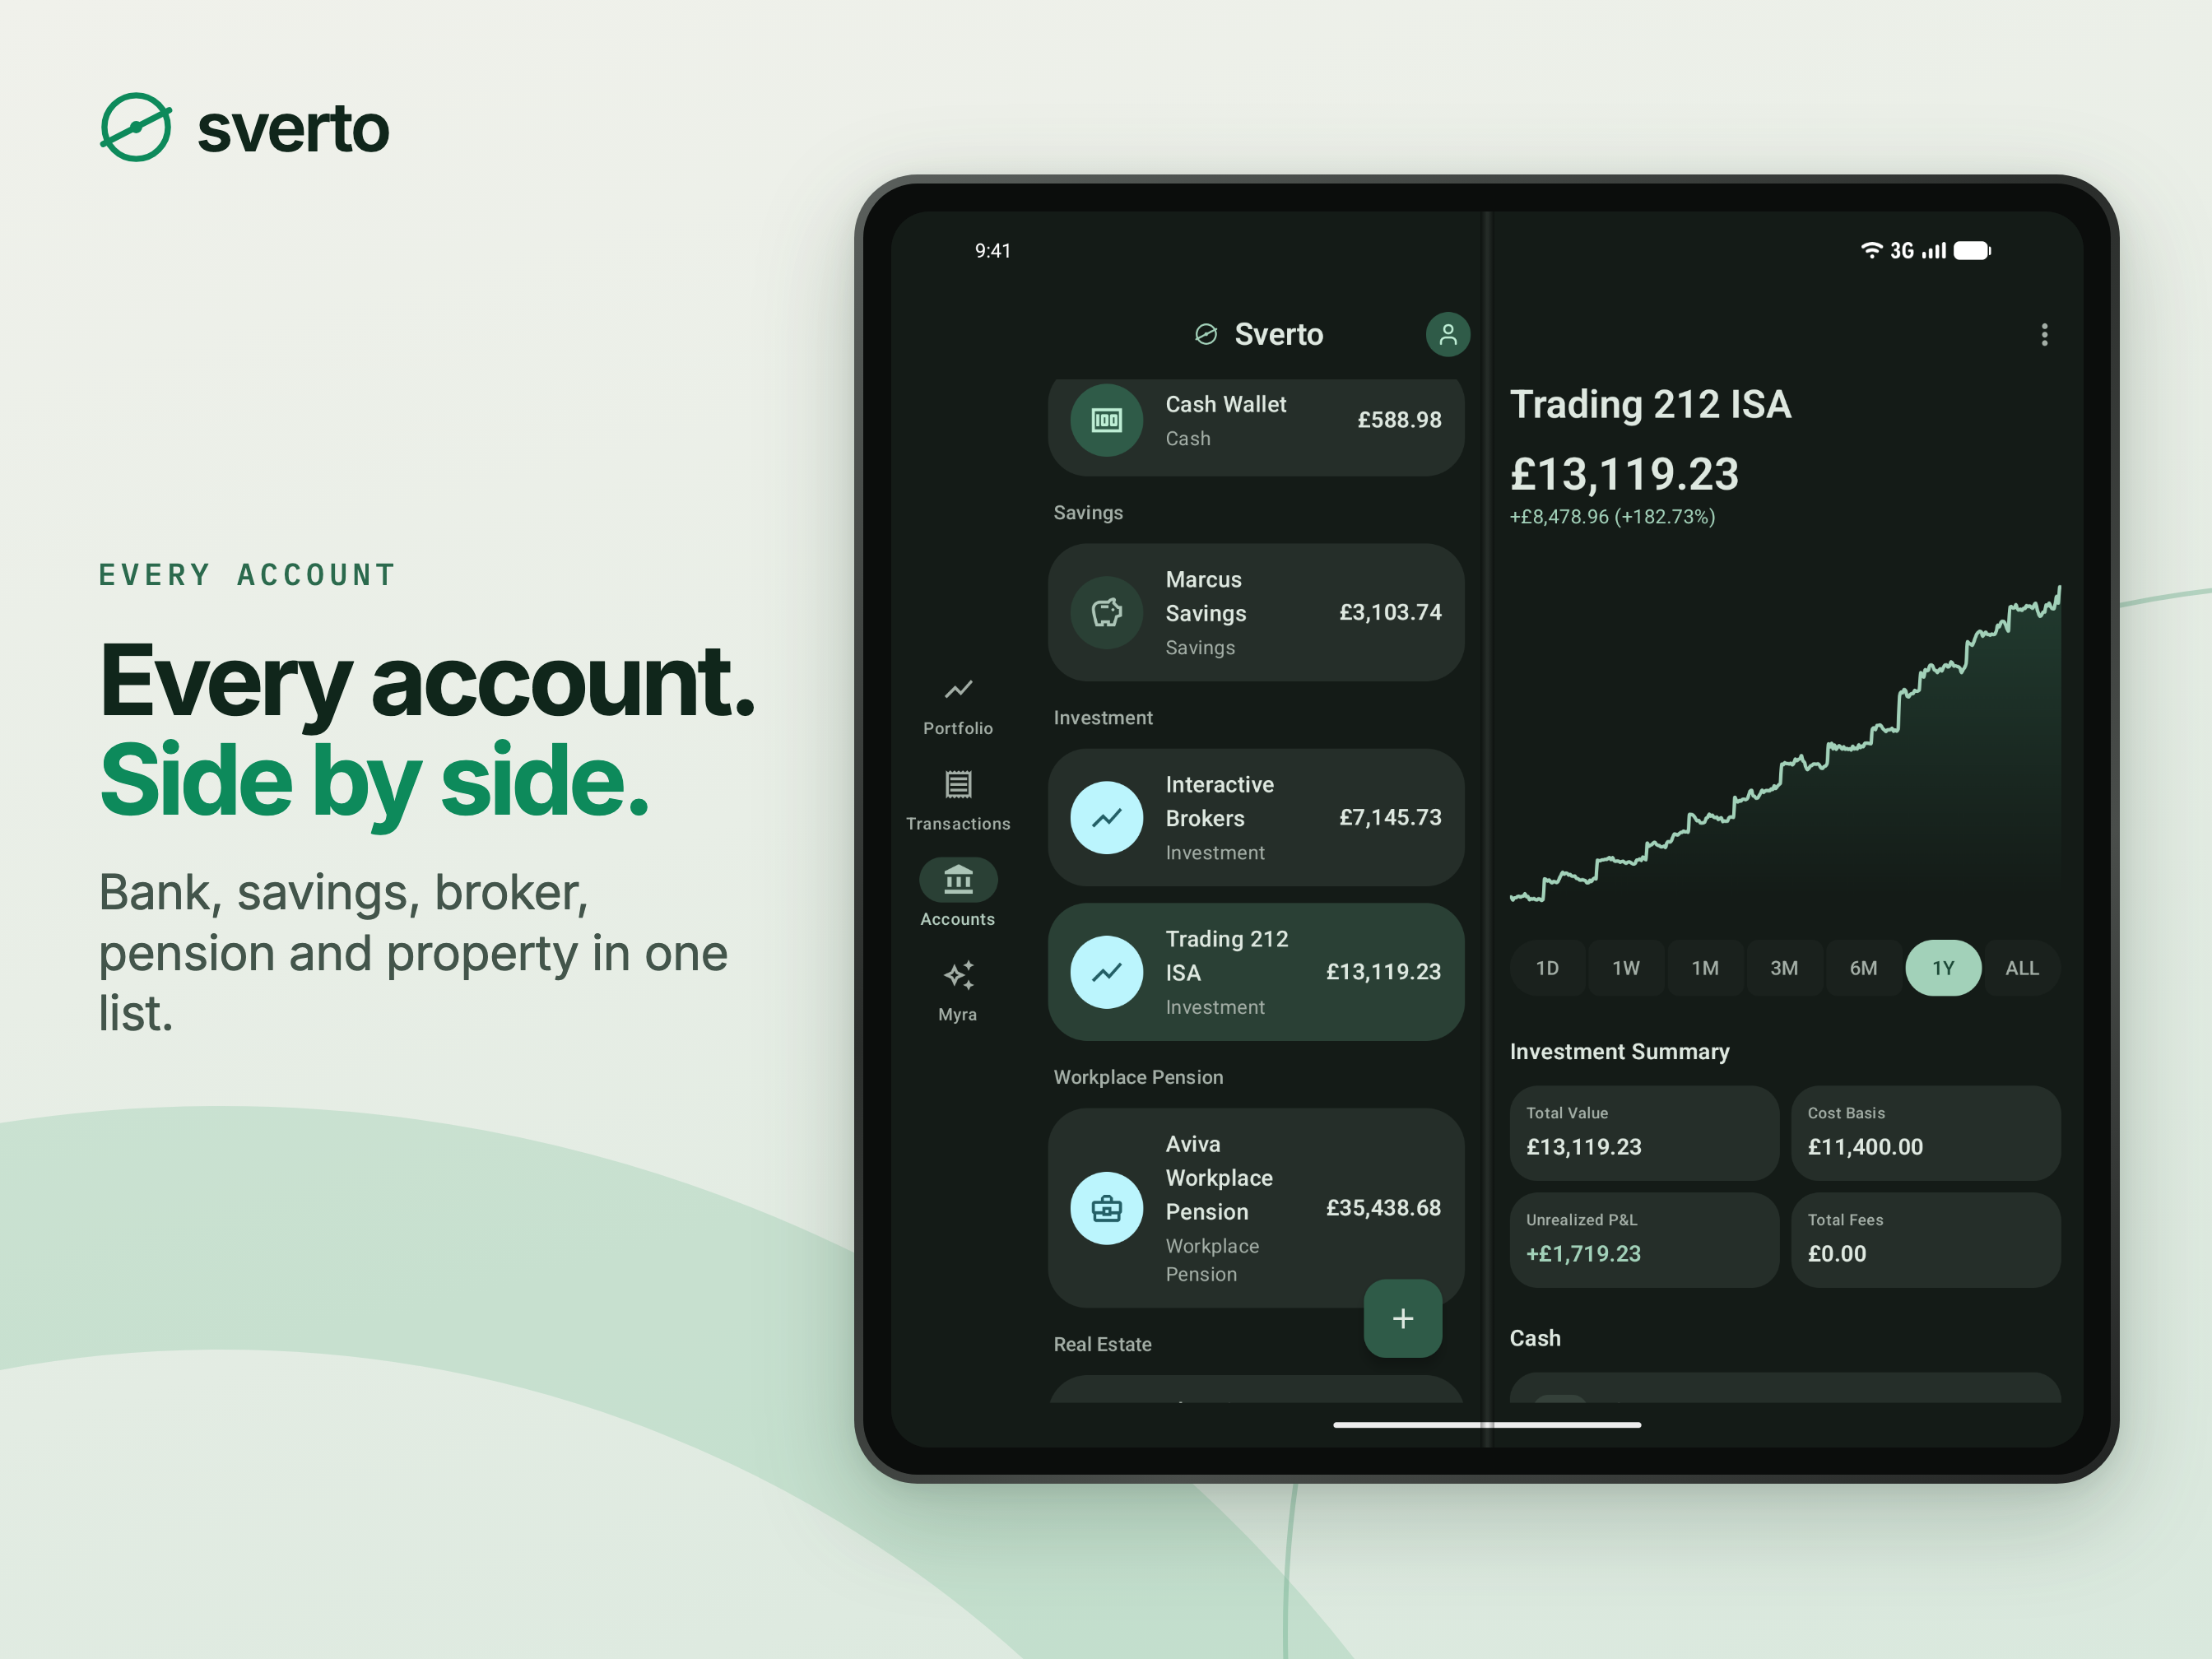 sverto
EVERY ACCOUNT
Every account.
Side by side.
Bank, savings, broker,
pension and property in one
list.
9:41
3G
Sverto
Portfolio
Transactions
Accounts
Myra
Cash Wallet
Cash
£588.98
Savings
Marcus
Savings
Savings
£3,103.74
Investment
Interactive
Brokers
Investment
£7,145.73
Trading 212
ISA
Investment
£13,119.23
Workplace Pension
Aviva
Workplace
Pension
Workplace
Pension
£35,438.68
+
Real Estate
Trading 212 ISA
£13,119.23
+£8,478.96 (+182.73%)
1D 1W 1M 3M 6M 1Y ALL
Investment Summary
Total Value
£13,119.23
Cost Basis
£11,400.00
Unrealized P&L
+£1,719.23
Total Fees
£0.00
Cash